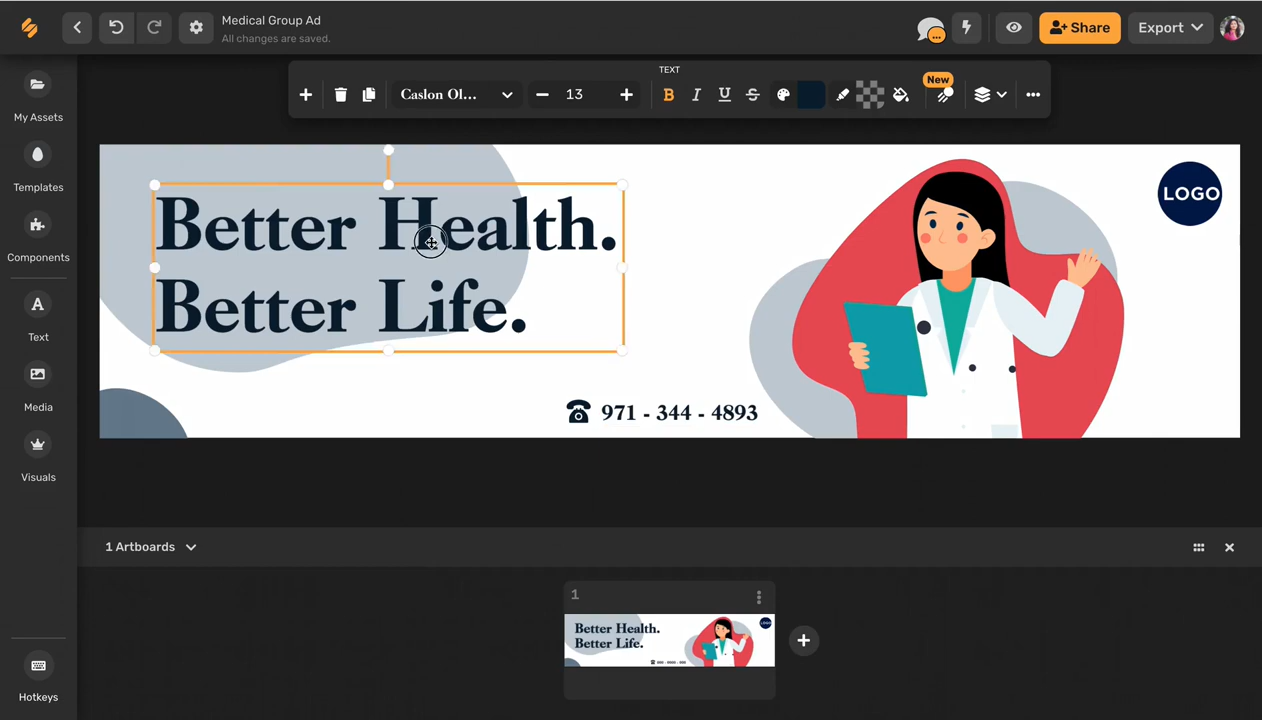 Medical Group Ad
All changes are saved.
Share
Export
TEXT
Caslon Ol...
13
B
I
U
S
New
My Assets
Templates
Components
Text
Media
Visuals
Hotkeys
Better Health.
Better Life.
LOGO
971 - 344 - 4893
1 Artboards
1
Better Health.
Better Life.
LOGO